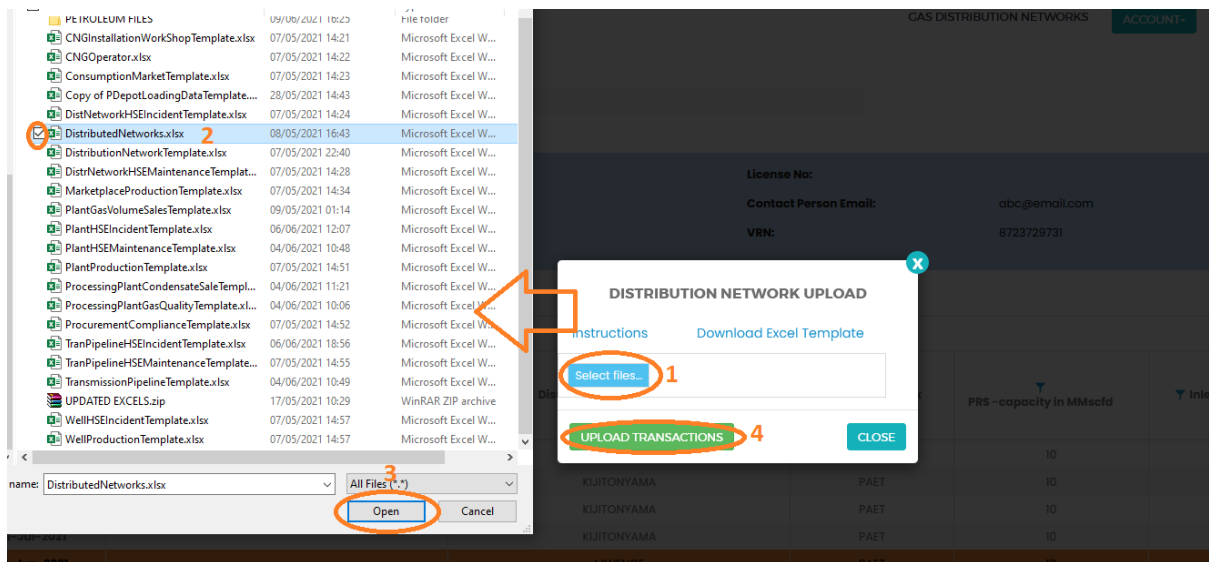 PETROLEUM FILES 09/06/2021 16:25 File folder
CNGInstallationWorkShopTemplate.xlsx 07/05/2021 14:21 Microsoft Excel W...
CNGOperator.xlsx 07/05/2021 14:22 Microsoft Excel W...
ConsumptionMarketTemplate.xlsx 07/05/2021 14:23 Microsoft Excel W...
Copy of PDepotLoadingDataTemplate.... 28/05/2021 14:43 Microsoft Excel W...
DistNetworkHSEIncidentTemplate.xlsx 07/05/2021 14:24 Microsoft Excel W...
DistributedNetworks.xlsx 2 08/05/2021 16:43 Microsoft Excel W...
DistributionNetworkTemplate.xlsx 07/05/2021 22:40 Microsoft Excel W...
DistrNetworkHSEMaintenanceTemplat... 07/05/2021 14:28 Microsoft Excel W...
MarketplaceProductionTemplate.xlsx 07/05/2021 14:34 Microsoft Excel W...
PlantGasVolumeSalesTemplate.xlsx 09/05/2021 01:14 Microsoft Excel W...
PlantHSEIncidentTemplate.xlsx 06/06/2021 12:07 Microsoft Excel W...
PlantHSEMaintenanceTemplate.xlsx 04/06/2021 10:48 Microsoft Excel W...
PlantProductionTemplate.xlsx 07/05/2021 14:51 Microsoft Excel W...
ProcessingPlantCondensateSaleTempl... 04/06/2021 11:21 Microsoft Excel W...
ProcessingPlantGasQualityTemplate.xl... 04/06/2021 10:06 Microsoft Excel W...
ProcurementComplianceTemplate.xlsx 07/05/2021 14:52 Microsoft Excel W...
TranPipelineHSEIncidentTemplate.xlsx 06/06/2021 18:56 Microsoft Excel W...
TranPipelineHSEMaintenanceTemplate... 07/05/2021 14:55 Microsoft Excel W...
TransmissionPipelineTemplate.xlsx 04/06/2021 10:49 Microsoft Excel W...
UPDATED EXCELS.zip 17/05/2021 10:29 WinRAR ZIP archive
WellHSEIncidentTemplate.xlsx 07/05/2021 14:57 Microsoft Excel W...
WellProductionTemplate.xlsx 07/05/2021 14:57 Microsoft Excel W...
3
name: DistributedNetworks.xlsx All Files (*.*)
Open Cancel
GAS DISTRIBUTION NETWORKS ACCOUNT
License No:
Contact Person Email: abc@email.com
VRN: 8723729731
X
DISTRIBUTION NETWORK UPLOAD
Instructions Download Excel Template
Select files... 1
UPLOAD TRANSACTIONS 4 CLOSE
Dis PRS -capacity in MMscfd Inle
10
KIJITONYAMA PAET 10
KIJITONYAMA PAET 10
-Jul-2021 KIJITONYAMA PAET 10